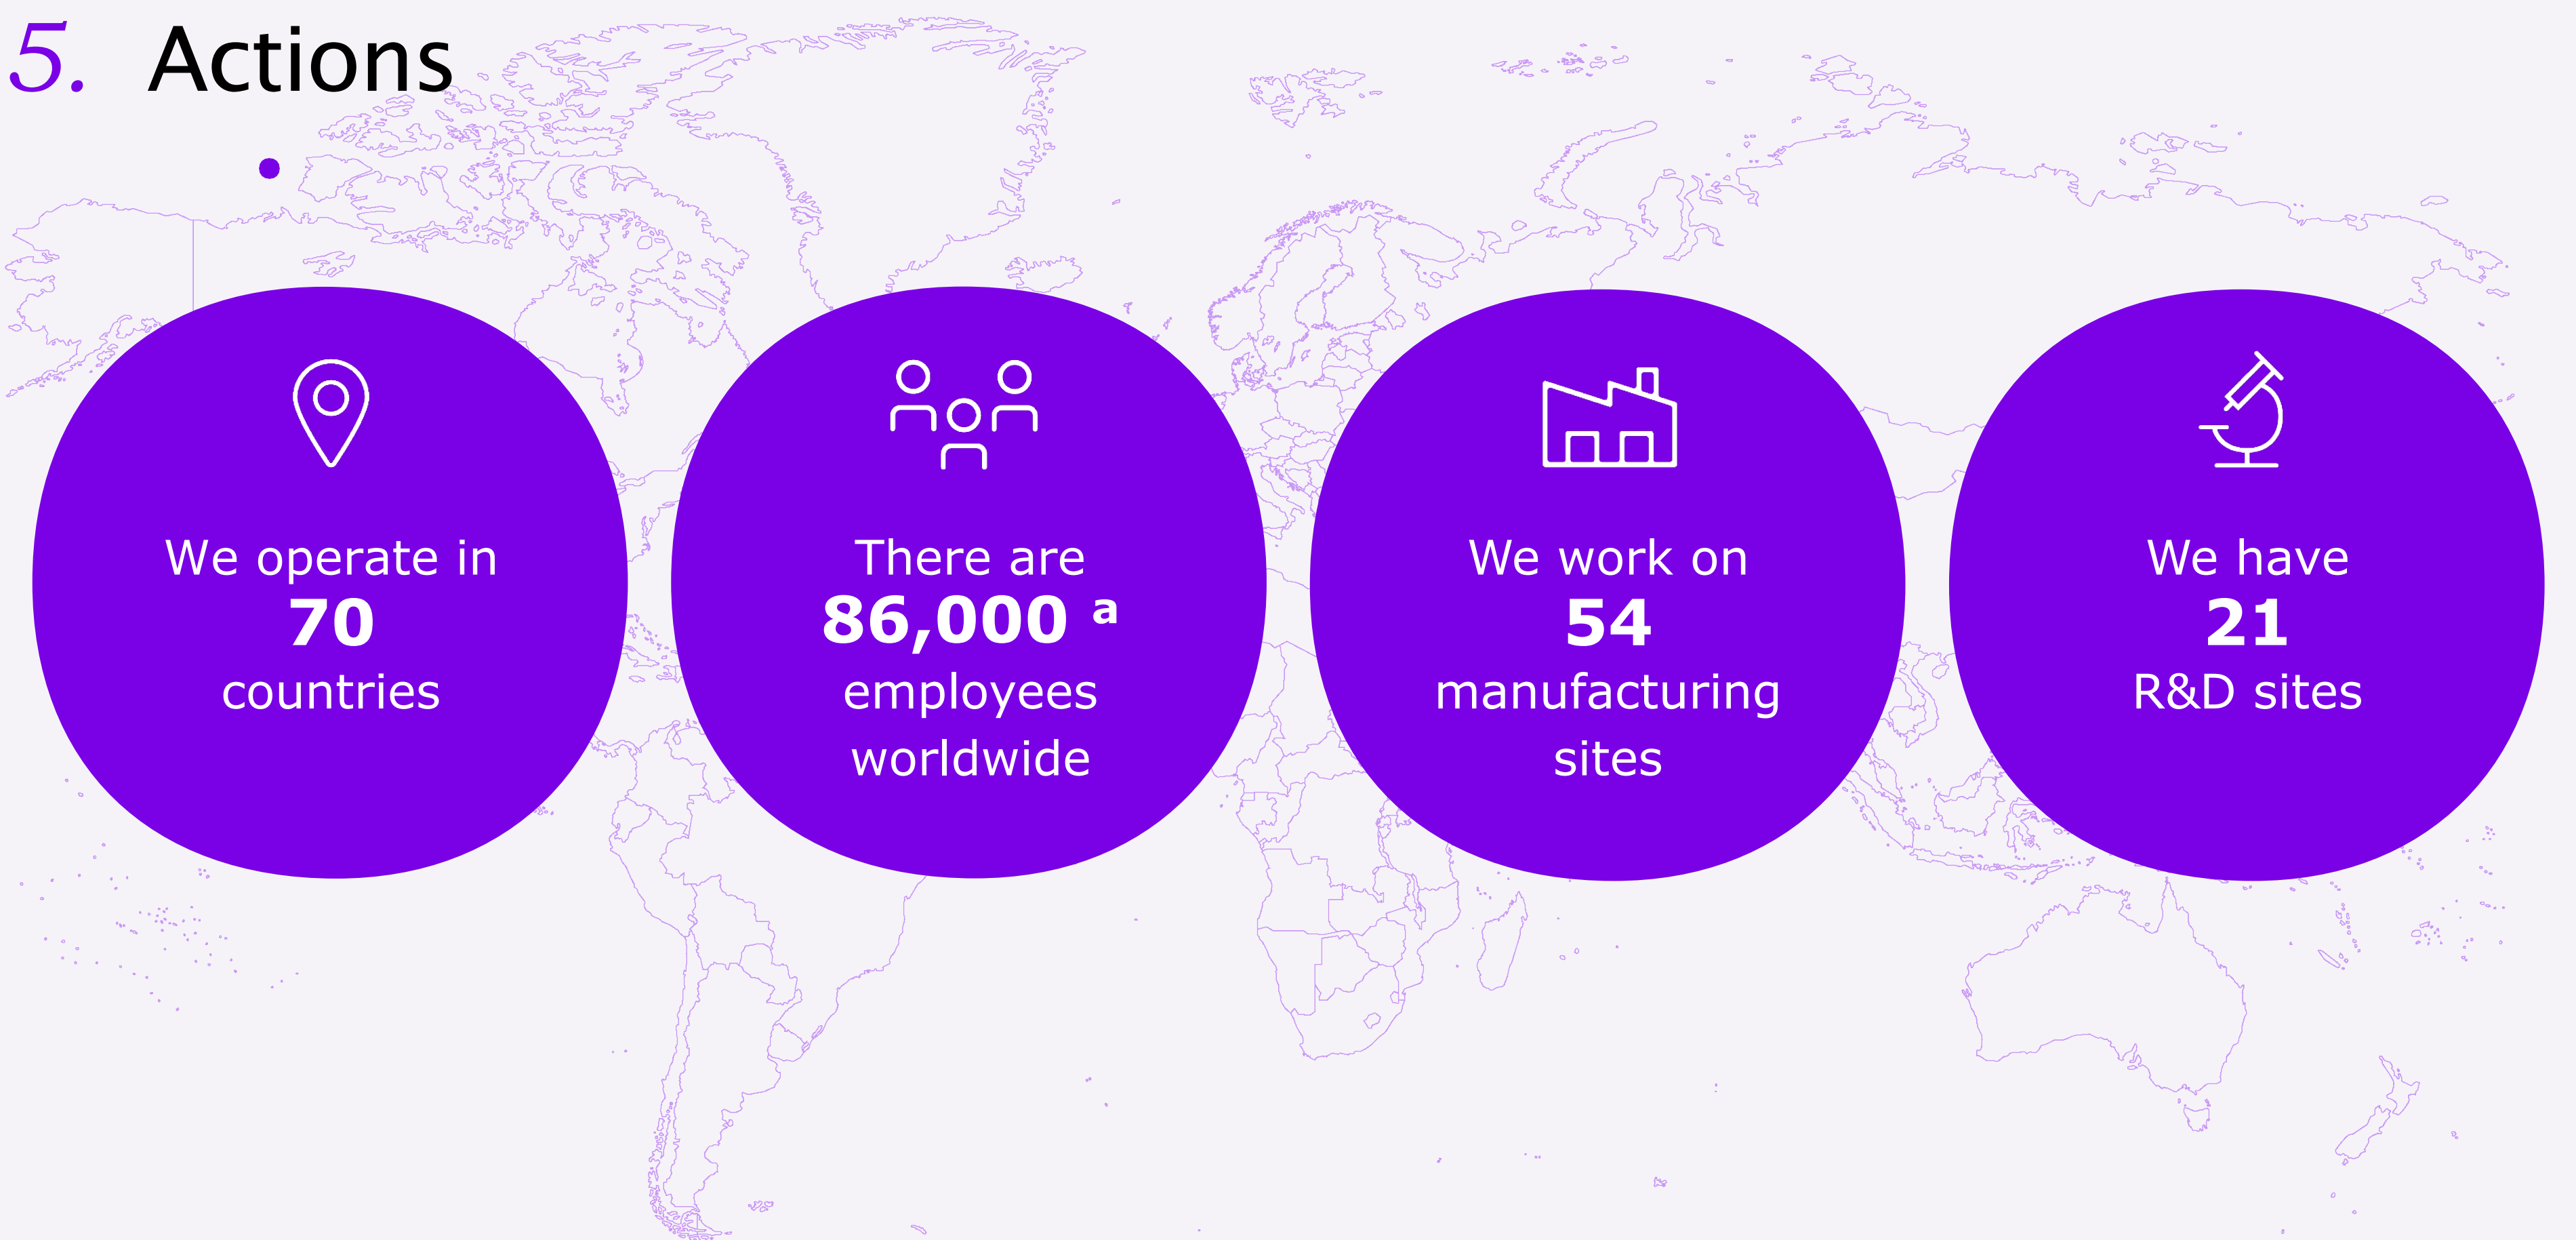 5. Actions
We operate in
70
countries
There are
86,000 a
employees
worldwide
We work on
54
manufacturing
sites
We have
21
R&D sites